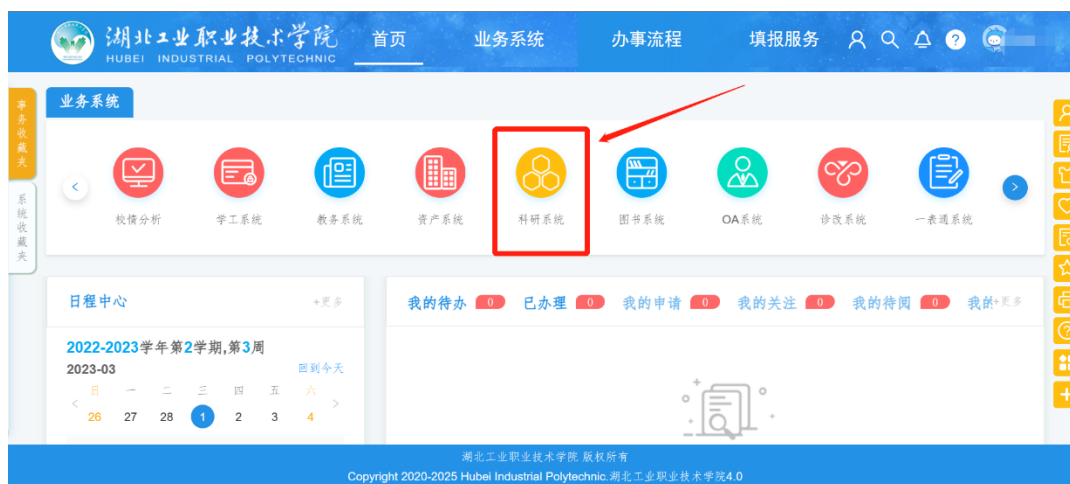 湖北工业职业技术学院
HUBEI INDUSTRIAL POLYTECHNIC
首页 业务系统 办事流程 填报服务
事务收藏夹
系统收藏夹
业务系统
校情分析 学工系统 教务系统 资产系统 科研系统 图书系统 OA系统 诊改系统 一表通系统
日程中心 +更多
我的待办 0 已办理 0 我的申请 0 我的关注 0 我的待阅 0 我的 +更多
2022-2023学年第2学期,第3周
2023-03 回到今天
日 一 二 三 四 五 六
26 27 28 1 2 3 4
湖北工业职业技术学院 版权所有
Copyright 2020-2025 Hubei Industrial Polytechnic.湖北工业职业技术学院4.0